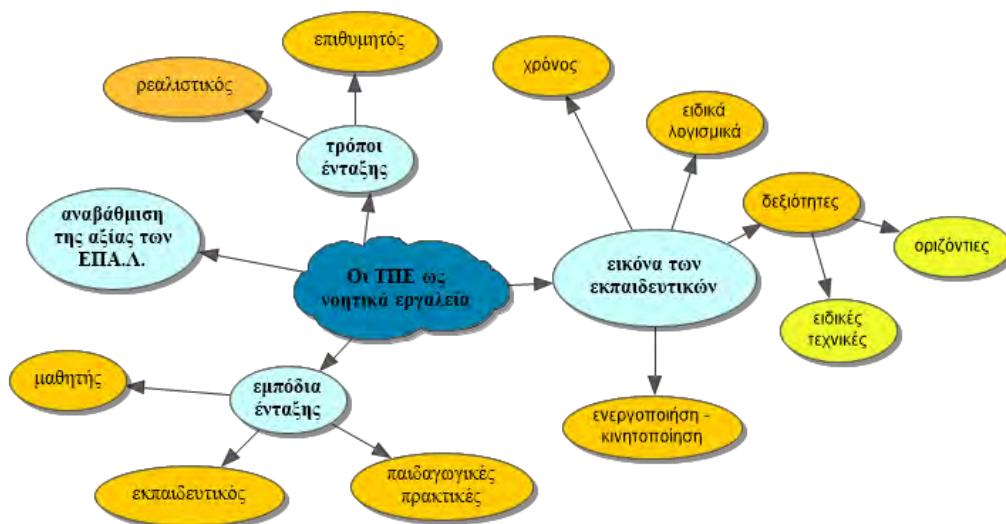 επιθυμητός
ρεαλιστικός
τρόποι
ένταξης
αναβάθμιση
της αξίας των
ΕΠΑ.Λ.
Οι ΤΠΕ ως
νοητικά εργαλεία
χρόνος
ειδικά
λογισμικά
δεξιότητες
οριζόντιες
ειδικές
τεχνικές
εικόνα των
εκπαιδευτικών
ενεργοποιήση -
κινητοποίηση
μαθητής
εμπόδια
ένταξης
εκπαιδευτικός
παιδαγωγικές
πρακτικές